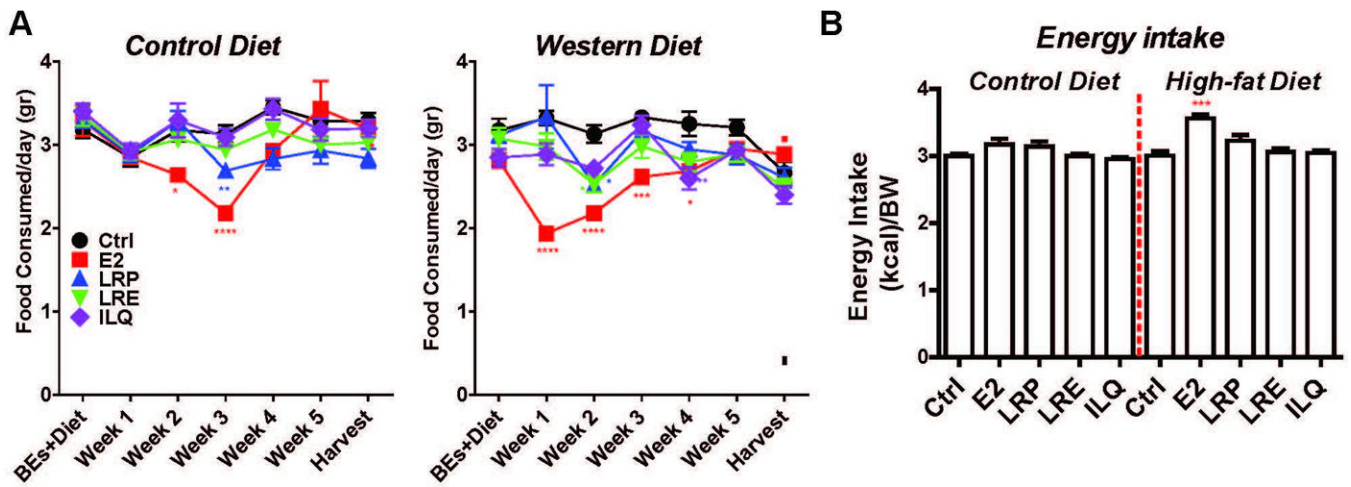 A
Control Diet
Food Consumed/day (gr)
4
3
2
1
0
*
**
****
Ctrl
E2
LRP
LRE
ILQ
BEs+Diet
Week 1
Week 2
Week 3
Week 4
Week 5
Harvest
Western Diet
Food Consumed/day (gr)
4
3
2
1
0
****
*
*
****
***
**
*
BEs+Diet
Week 1
Week 2
Week 3
Week 4
Week 5
Harvest
B
Energy intake
Control Diet
High-fat Diet
Energy Intake
(kcal)/BW
4
3
2
1
0
***
Ctrl
E2
LRP
LRE
ILQ
Ctrl
E2
LRP
LRE
ILQ